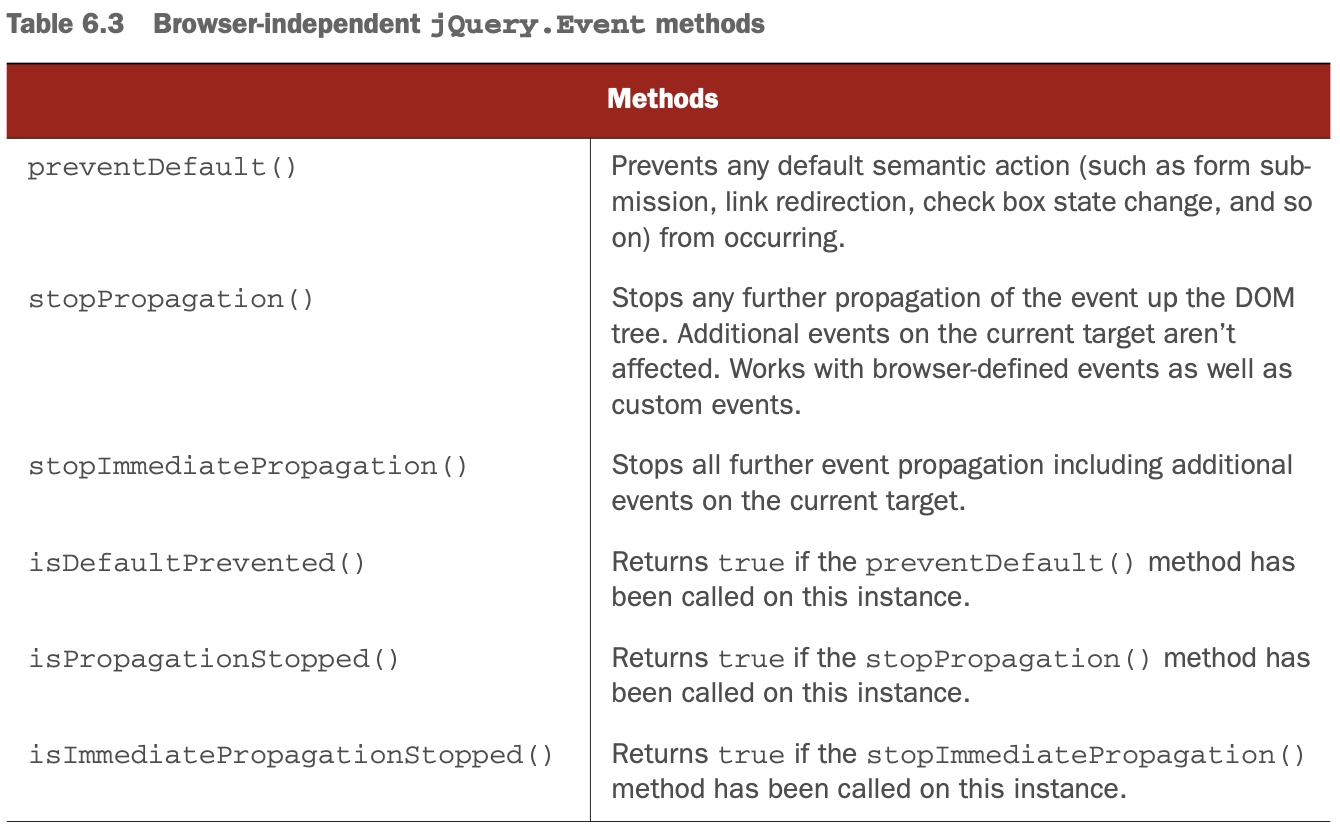 Table 6.3 Browser-independent jQuery.Event methods
Methods
preventDefault()
Prevents any default semantic action (such as form sub-
mission, link redirection, check box state change, and so
on) from occurring.
stopPropagation()
Stops any further propagation of the event up the DOM
tree. Additional events on the current target aren’t
affected. Works with browser-defined events as well as
custom events.
stopImmediatePropagation()
Stops all further event propagation including additional
events on the current target.
isDefaultPrevented()
Returns true if the preventDefault() method has
been called on this instance.
isPropagationStopped()
Returns true if the stopPropagation() method has
been called on this instance.
isImmediatePropagationStopped()
Returns true if the stopImmediatePropagation()
method has been called on this instance.